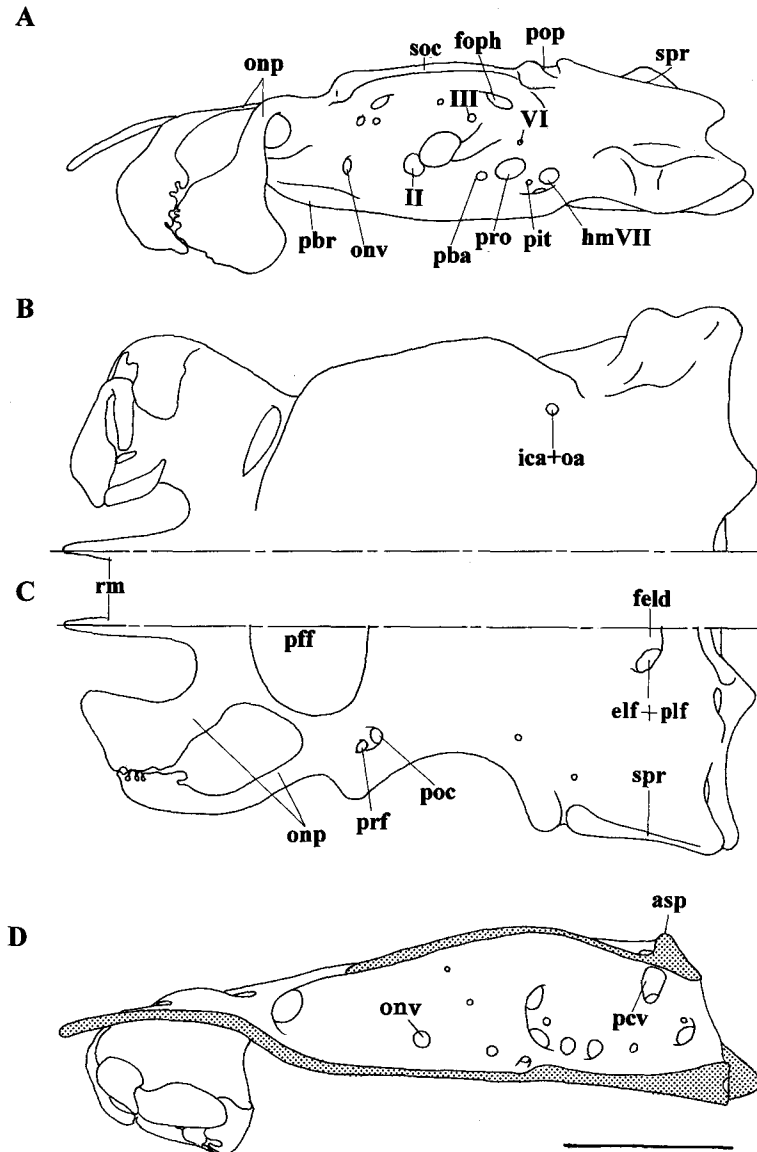 A
onp
soc
foph
pop
spr
III
VI
II
pbr
onv
pba
pro
pit
hmVII
B
ica+oa
rm
C
pff
feld
elf + plf
spr
poc
prf
onp
asp
D
onv
pcv